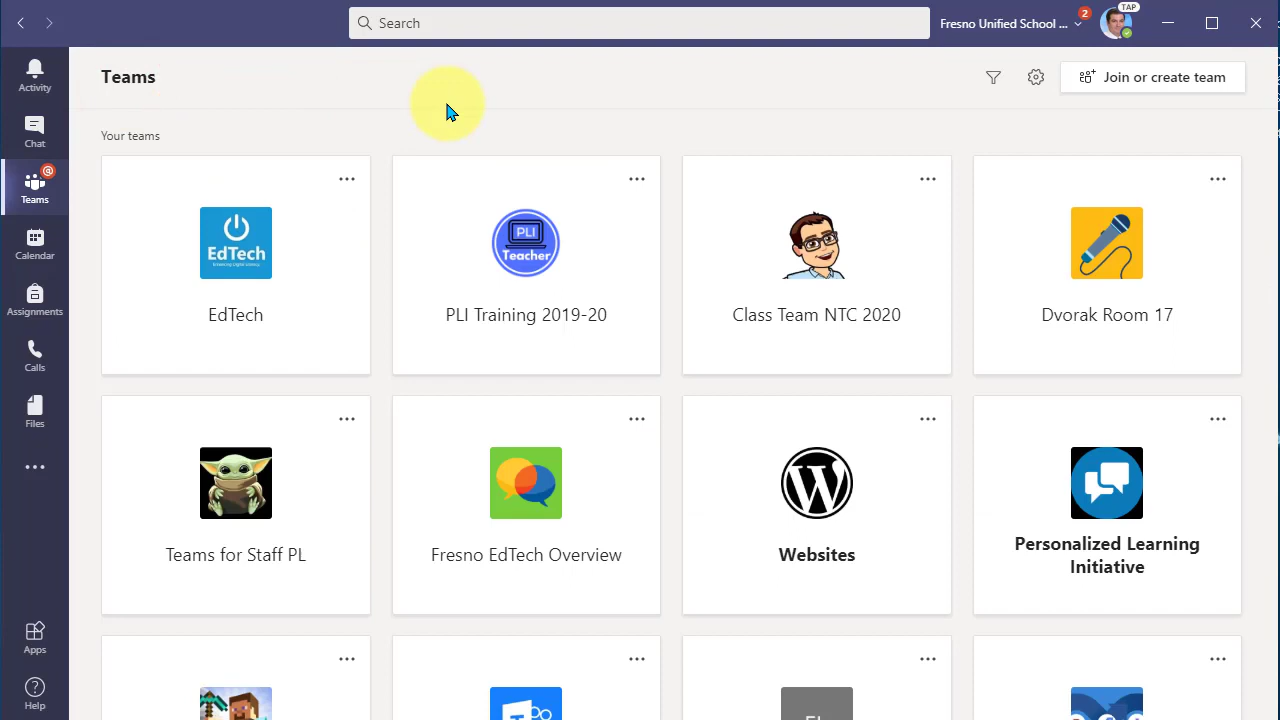 Search
Fresno Unified School ...
2
TAP
Activity
Chat
@
Teams
Calendar
Assignments
Calls
Files
Apps
Help
Teams
Join or create team
Your teams
EdTech
EdTech
PLI
Teacher
PLI Training 2019-20
Class Team NTC 2020
Dvorak Room 17
Teams for Staff PL
Fresno EdTech Overview
W
Websites
Personalized Learning
Initiative